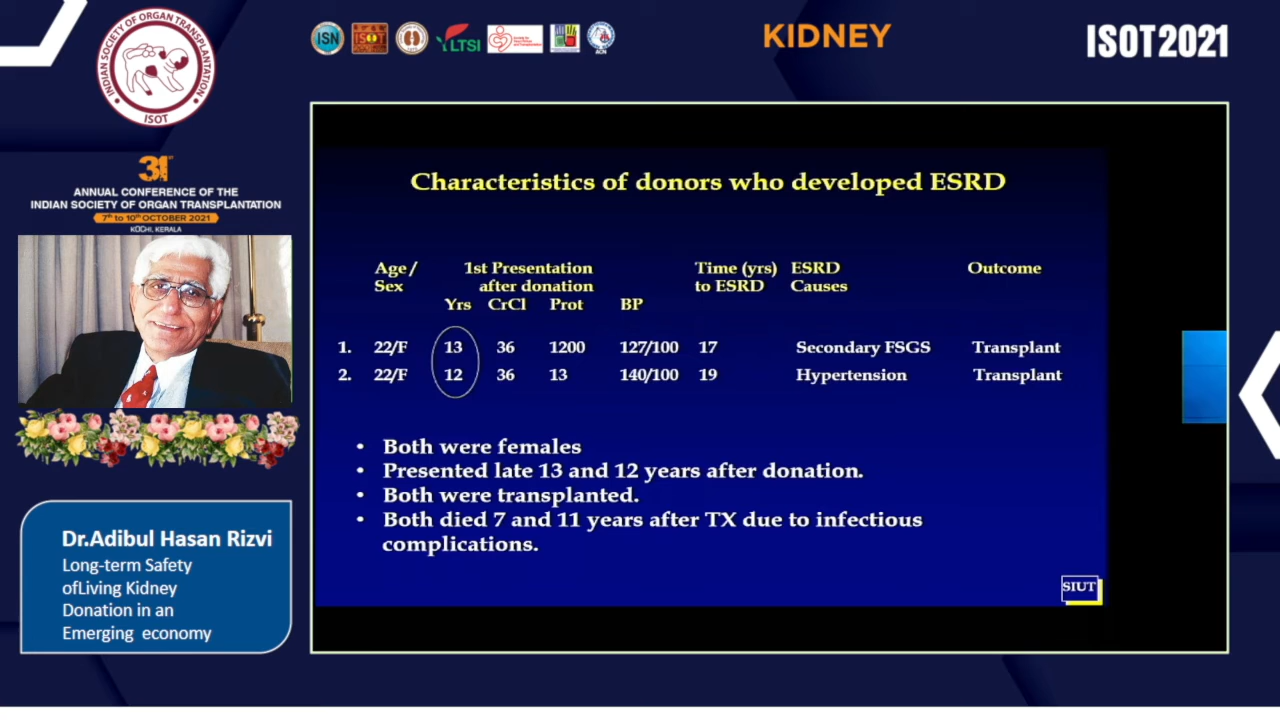 INDIAN SOCIETY OF ORGAN TRANSPLANTATION
ISOT
ISN
ISOT
YLTSI
KIDNEY
ISOT2021
31st
ANNUAL CONFERENCE OF THE
INDIAN SOCIETY OF ORGAN TRANSPLANTATION
7th to 10th OCTOBER 2021
KOCHI, KERALA
Dr.Adibul Hasan Rizvi
Long-term Safety
ofLiving Kidney
Donation in an
Emerging economy
Characteristics of donors who developed ESRD
Age / 1st Presentation Time (yrs) ESRD Outcome
Sex after donation to ESRD Causes
Yrs CrCl Prot BP
1. 22/F 13 36 1200 127/100 17 Secondary FSGS Transplant
2. 22/F 12 36 13 140/100 19 Hypertension Transplant
• Both were females
• Presented late 13 and 12 years after donation.
• Both were transplanted.
• Both died 7 and 11 years after TX due to infectious
complications.
SIUT